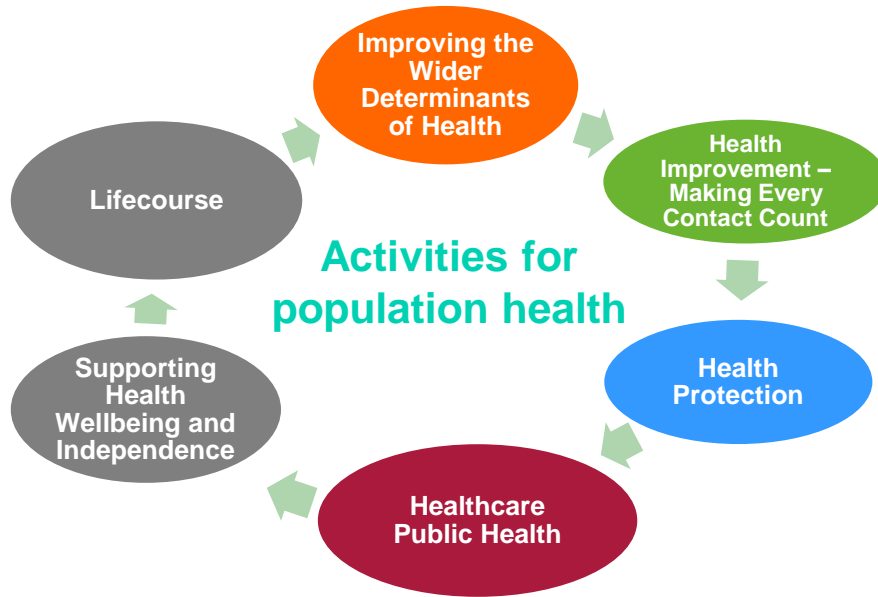 Improving the
Wider
Determinants
of Health
Health
Improvement –
Making Every
Contact Count
Health
Protection
Healthcare
Public Health
Supporting
Health
Wellbeing and
Independence
Lifecourse
Activities for
population health